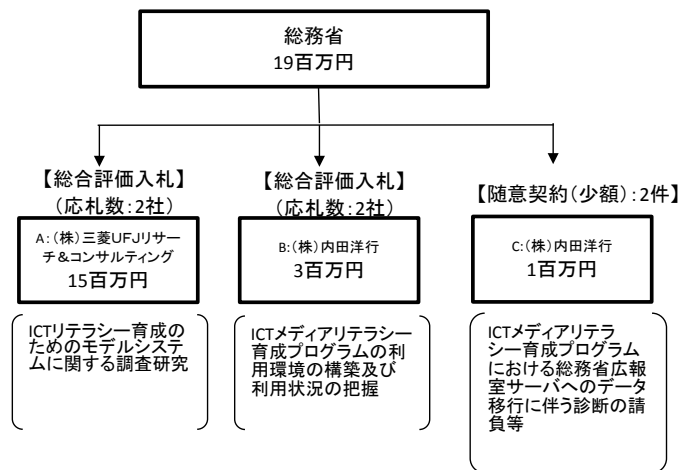 総務省
19百万円
【総合評価入札】
（応札数：2社）
A：（株）三菱UFJリサー
チ＆コンサルティング
15百万円
ICTリテラシー育成の
ためのモデルシステ
ムに関する調査研究
【総合評価入札】
（応札数：2社）
B：（株）内田洋行
3百万円
ICTメディアリテラシー
育成プログラムの利
用環境の構築及び
利用状況の把握
【随意契約（少額）：2件】
C：（株）内田洋行
1百万円
ICTメディアリテラ
シー育成プログラム
における総務省広報
室サーバへのデータ
移行に伴う診断の請
負等